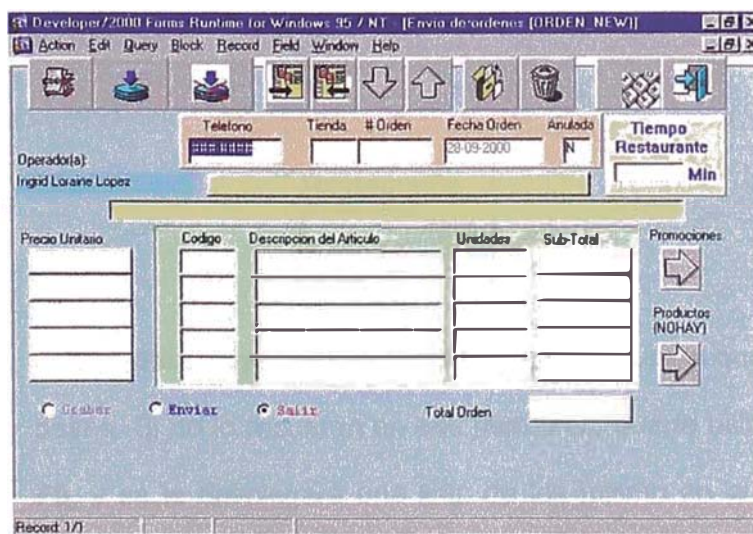 Developer/2000 Forms Runtime for Windows 95 / NT - [Envio de ordenes [ORDEN_NEW]]
Action Edit Query Block Record Field Window Help
Telefono Tienda # Orden Fecha Orden Anulada
Tiempo
Restaurante
28-09-2000 N
Min
Operador(a):
Ingrid Loraine Lopez
Precio Unitario Codigo Descripcion del Articulo Unidades Sub-Total Promociones
Productos
(NOHAY)
Grabar Enviar Salir Total Orden
Record: 1/1